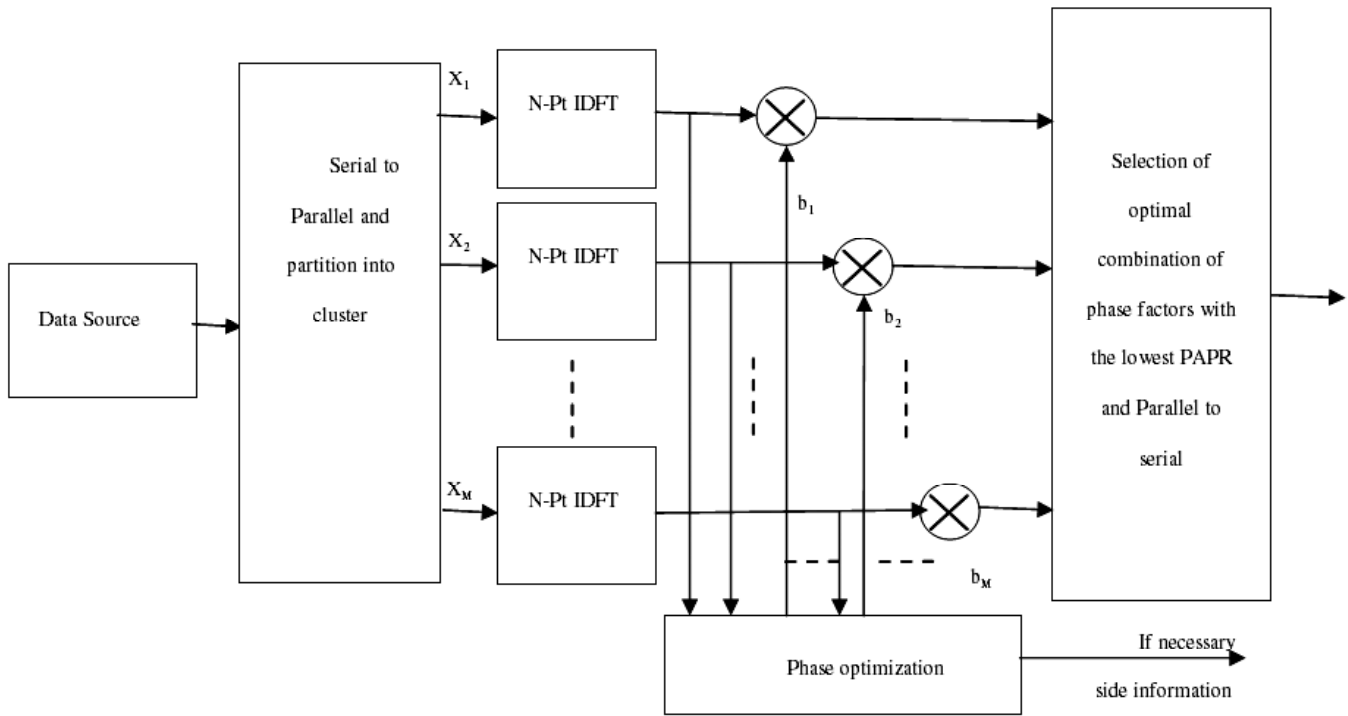 Data Source
Serial to
Parallel and
partition into
cluster
X1
X2
XM
N-Pt IDFT
N-Pt IDFT
N-Pt IDFT
b1
b2
bM
Phase optimization
Selection of
optimal
combination of
phase factors with
the lowest PAPR
and Parallel to
serial
If necessary
side information